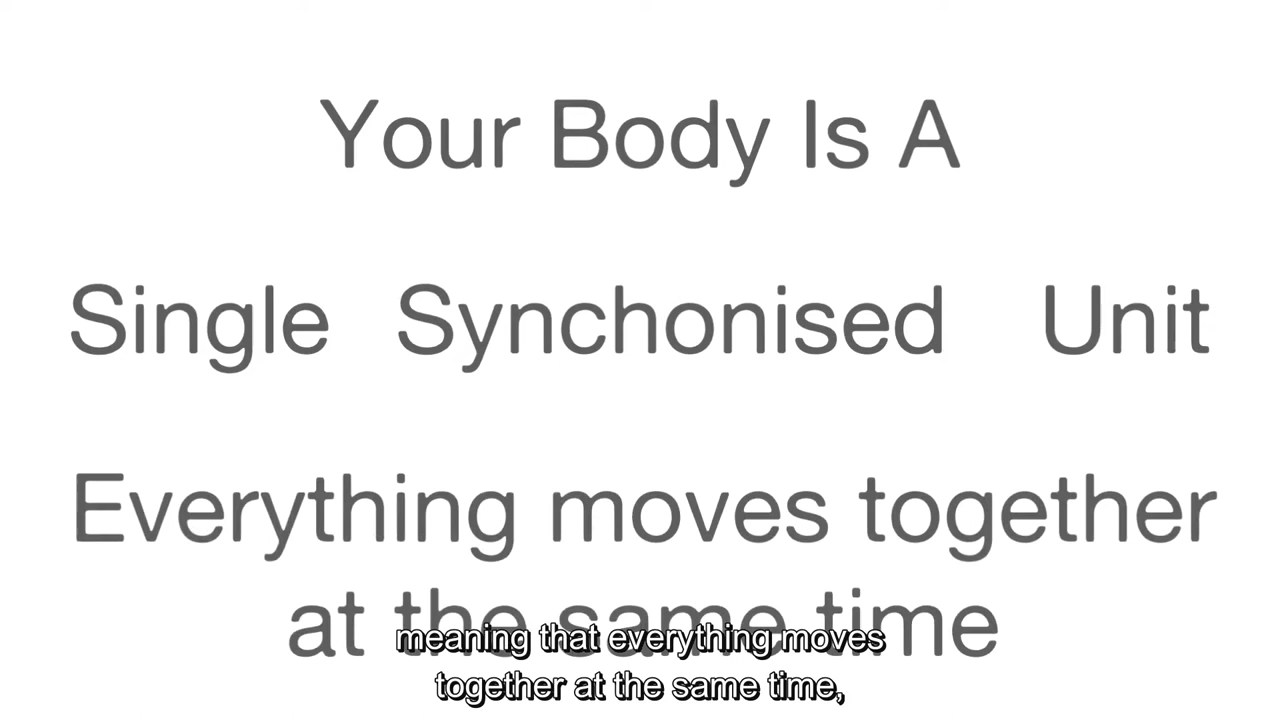 Your Body Is A
Single Synchonised Unit
Everything moves together
at the same time
meaning that everything moves
together at the same time,